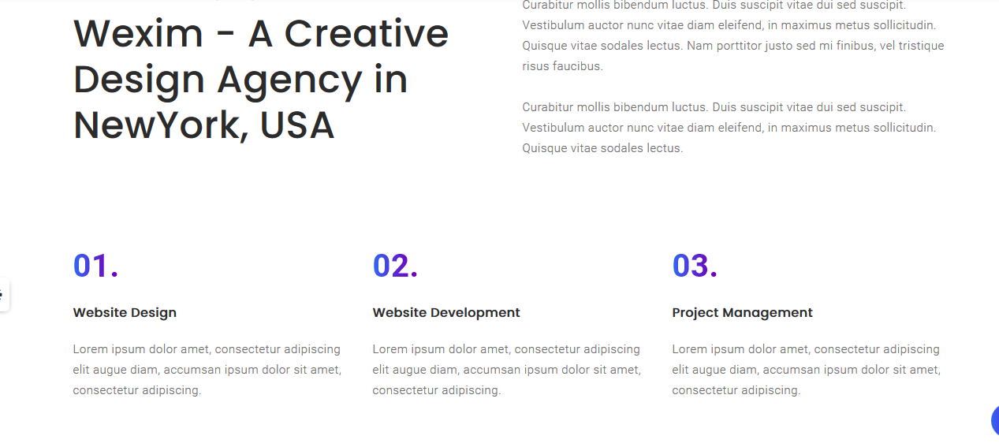 Wexim - A Creative
Design Agency in
NewYork, USA
Curabitur mollis bibendum luctus. Duis suscipit vitae dui sed suscipit.
Vestibulum auctor nunc vitae diam eleifend, in maximus metus sollicitudin.
Quisque vitae sodales lectus. Nam porttitor justo sed mi finibus, vel tristique
risus faucibus.
Curabitur mollis bibendum luctus. Duis suscipit vitae dui sed suscipit.
Vestibulum auctor nunc vitae diam eleifend, in maximus metus sollicitudin.
Quisque vitae sodales lectus.
01.
Website Design
Lorem ipsum dolor amet, consectetur adipiscing
elit augue diam, accumsan ipsum dolor sit amet,
consectetur adipiscing.
02.
Website Development
Lorem ipsum dolor amet, consectetur adipiscing
elit augue diam, accumsan ipsum dolor sit amet,
consectetur adipiscing.
03.
Project Management
Lorem ipsum dolor amet, consectetur adipiscing
elit augue diam, accumsan ipsum dolor sit amet,
consectetur adipiscing.